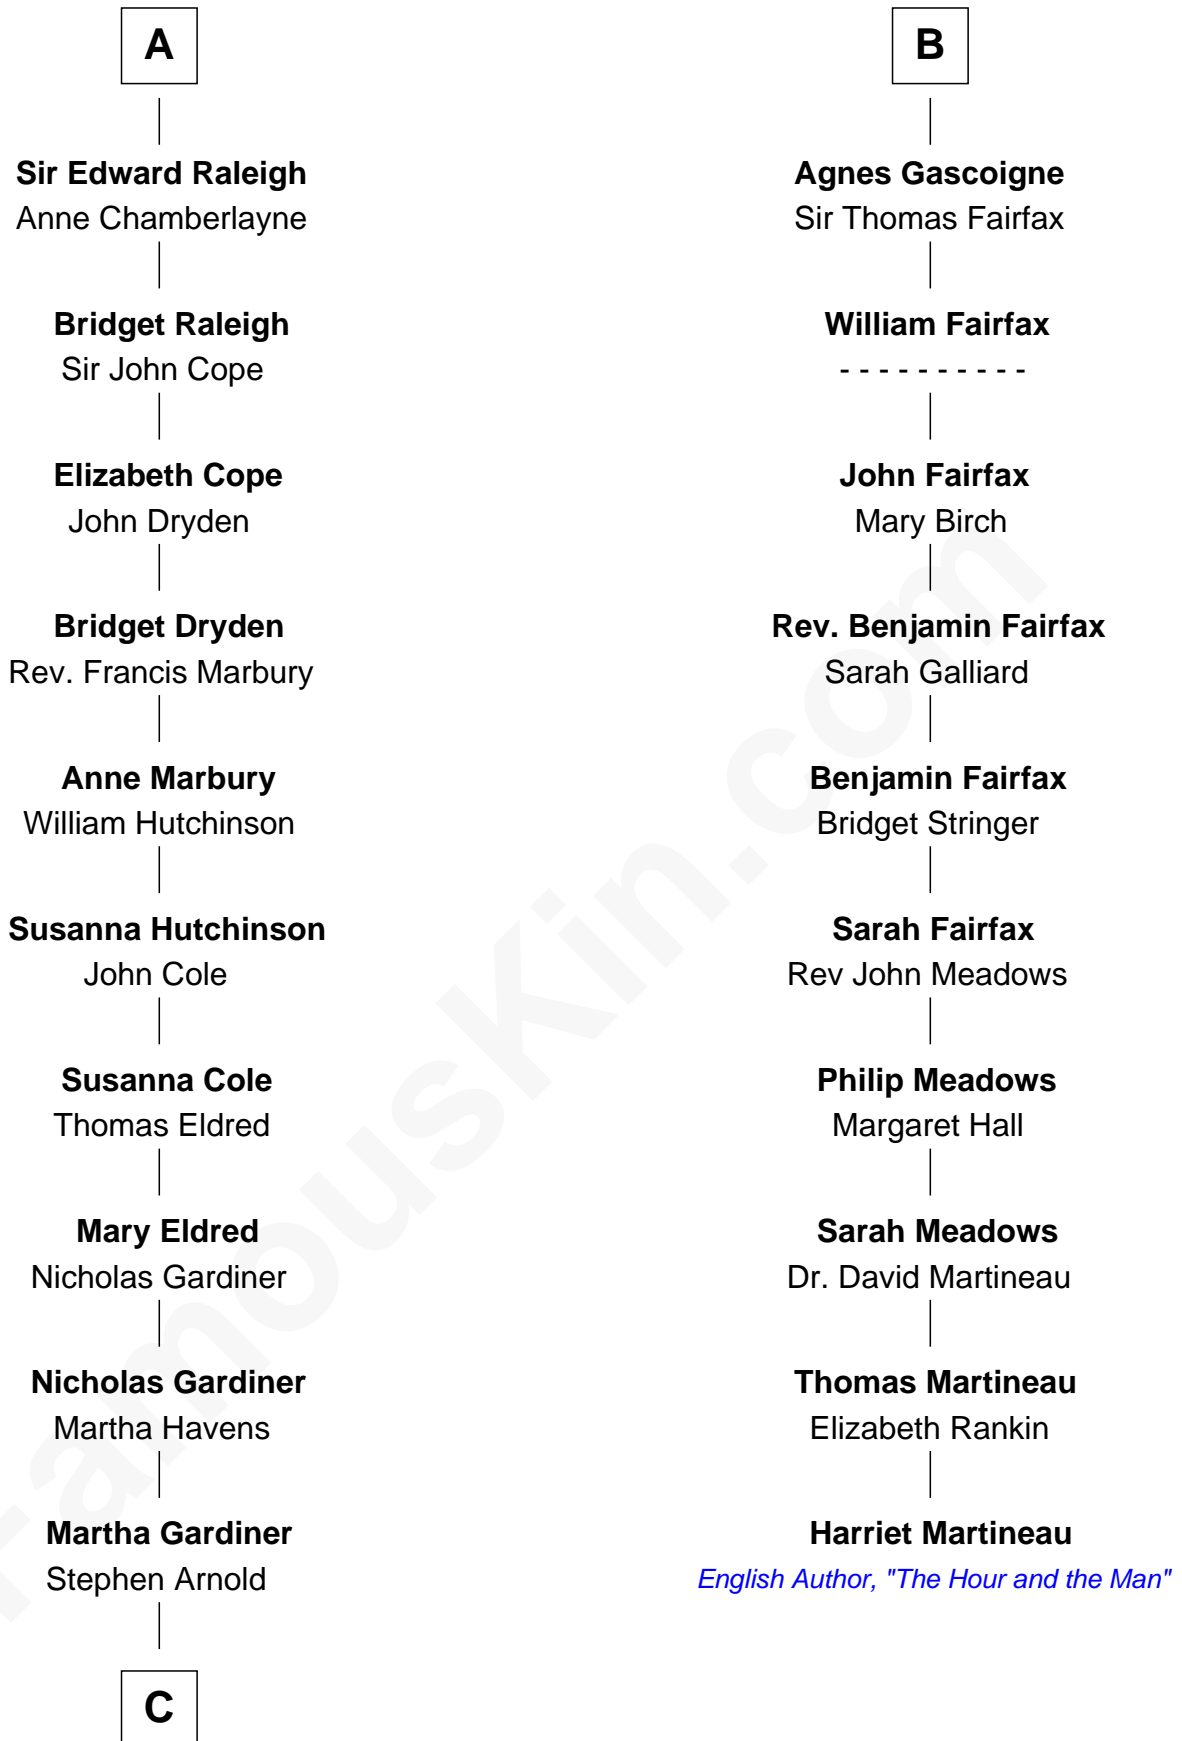 A
Sir Edward Raleigh
Anne Chamberlayne
Bridget Raleigh
Sir John Cope
Elizabeth Cope
John Dryden
Bridget Dryden
Rev. Francis Marbury
Anne Marbury
William Hutchinson
Susanna Hutchinson
John Cole
Susanna Cole
Thomas Eldred
Mary Eldred
Nicholas Gardiner
Nicholas Gardiner
Martha Havens
Martha Gardiner
Stephen Arnold
C
B
Agnes Gascoigne
Sir Thomas Fairfax
William Fairfax
- - - - - - - - - -
John Fairfax
Mary Birch
Rev. Benjamin Fairfax
Sarah Galliard
Benjamin Fairfax
Bridget Stringer
Sarah Fairfax
Rev John Meadows
Philip Meadows
Margaret Hall
Sarah Meadows
Dr. David Martineau
Thomas Martineau
Elizabeth Rankin
Harriet Martineau
English Author, "The Hour and the Man"
FamousKin.com